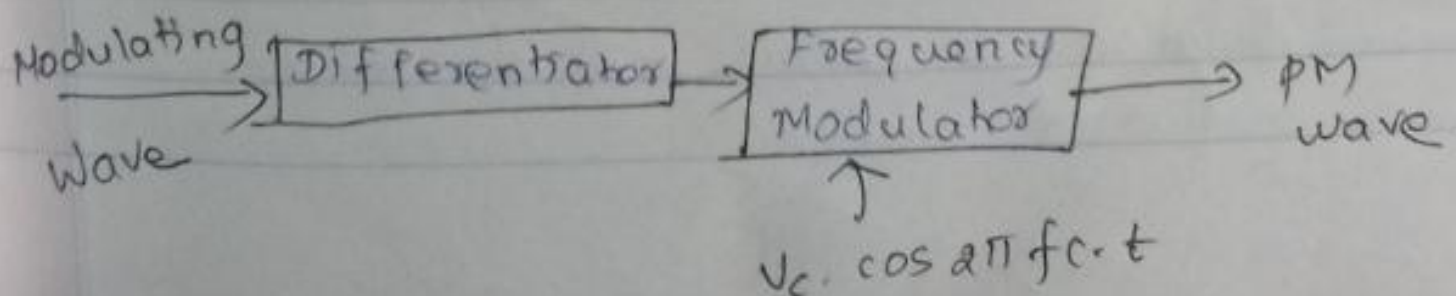 Modulating
Wave
Differentiator
Frequency
Modulator
PM
wave
Vc. cos 2π fc. t